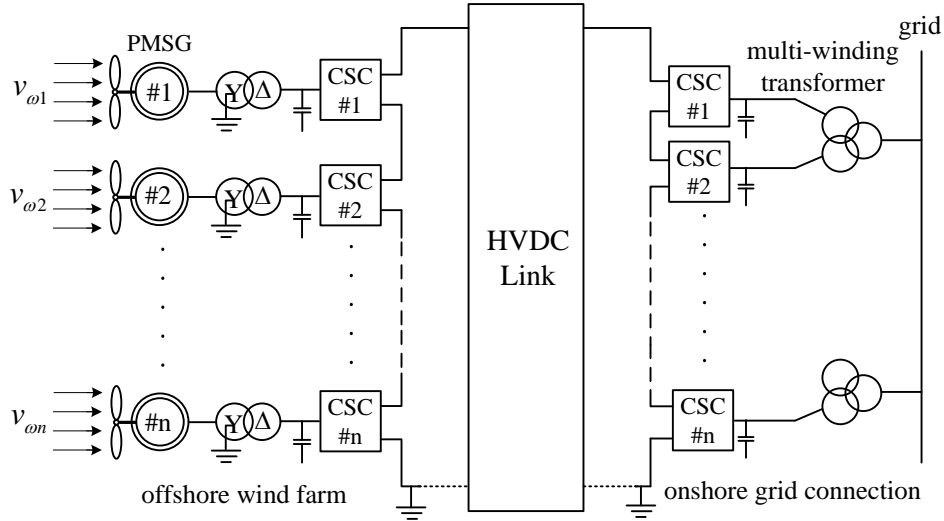 grid
PMSG
multi-winding
transformer
vω1
#1
Y
Δ
CSC
#1
CSC
#1
vω2
#2
Y
Δ
CSC
#2
CSC
#2
HVDC
Link
vωn
#n
Y
Δ
CSC
#n
CSC
#n
offshore wind farm
onshore grid connection